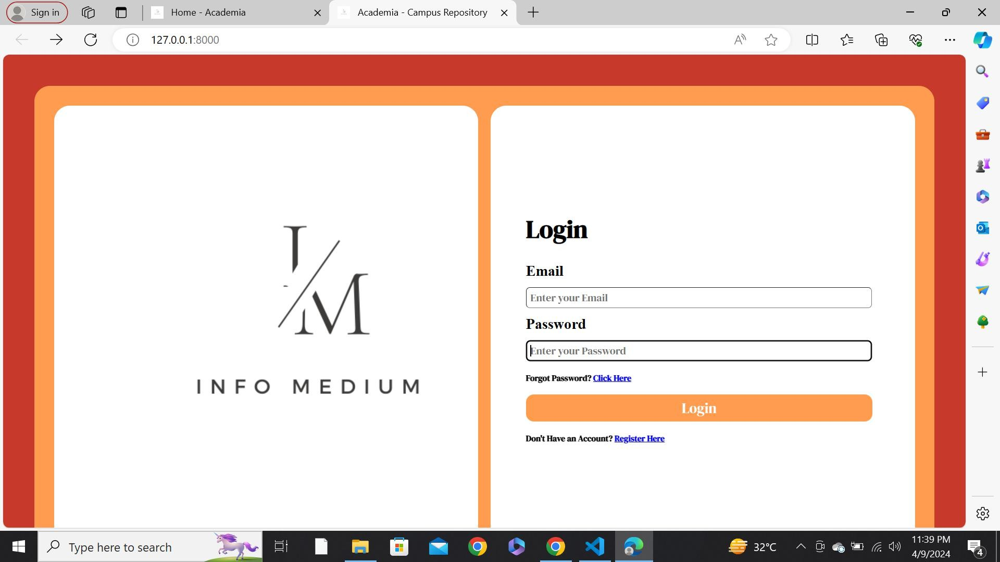 Sign in
Home - Academia
Academia - Campus Repository
127.0.0.1:8000
INFO MEDIUM
Login
Email
Enter your Email
Password
Enter your Password
Forgot Password? Click Here
Login
Don't Have an Account? Register Here
Type here to search
32°C
11:39 PM
4/9/2024
4